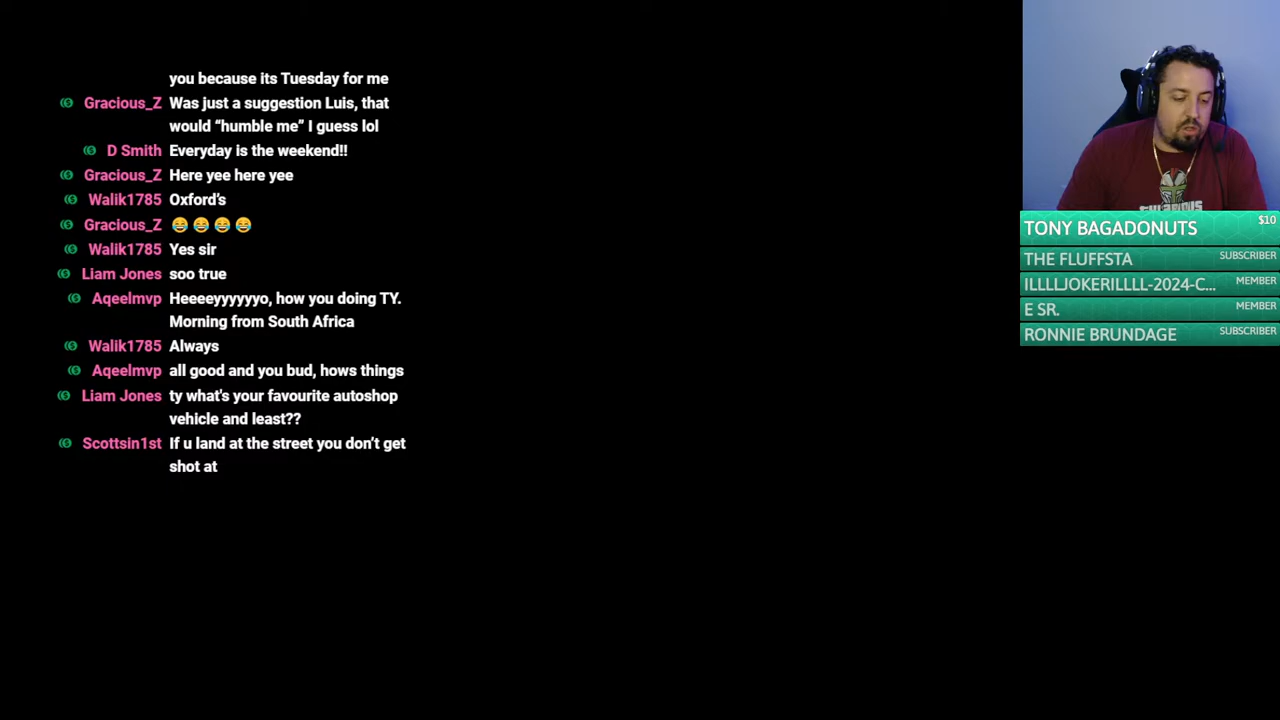 you because its Tuesday for me
Gracious_Z Was just a suggestion Luis, that
would “humble me” I guess lol
D Smith Everyday is the weekend!!
Gracious_Z Here yee here yee
Walik1785 Oxford’s
Gracious_Z 😂 😂 😂 😂
Walik1785 Yes sir
Liam Jones soo true
Aqeelmvp Heeeeyyyyyyo, how you doing TY.
Morning from South Africa
Walik1785 Always
Aqeelmvp all good and you bud, hows things
Liam Jones ty what's your favourite autoshop
vehicle and least??
Scottsin1st If u land at the street you don’t get
shot at
TONY BAGADONUTS $10
THE FLUFFSTA SUBSCRIBER
ILLLLJOKERILLLL-2024-C... MEMBER
E SR. MEMBER
RONNIE BRUNDAGE SUBSCRIBER